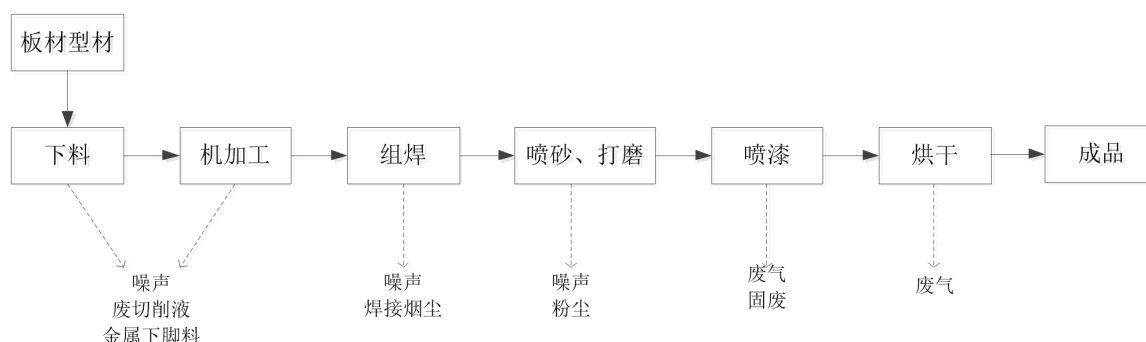 板材型材
下料
机加工
组焊
喷砂、打磨
喷漆
烘干
成品
噪声
废切削液
金属下脚料
噪声
焊接烟尘
噪声
粉尘
废气
固废
废气